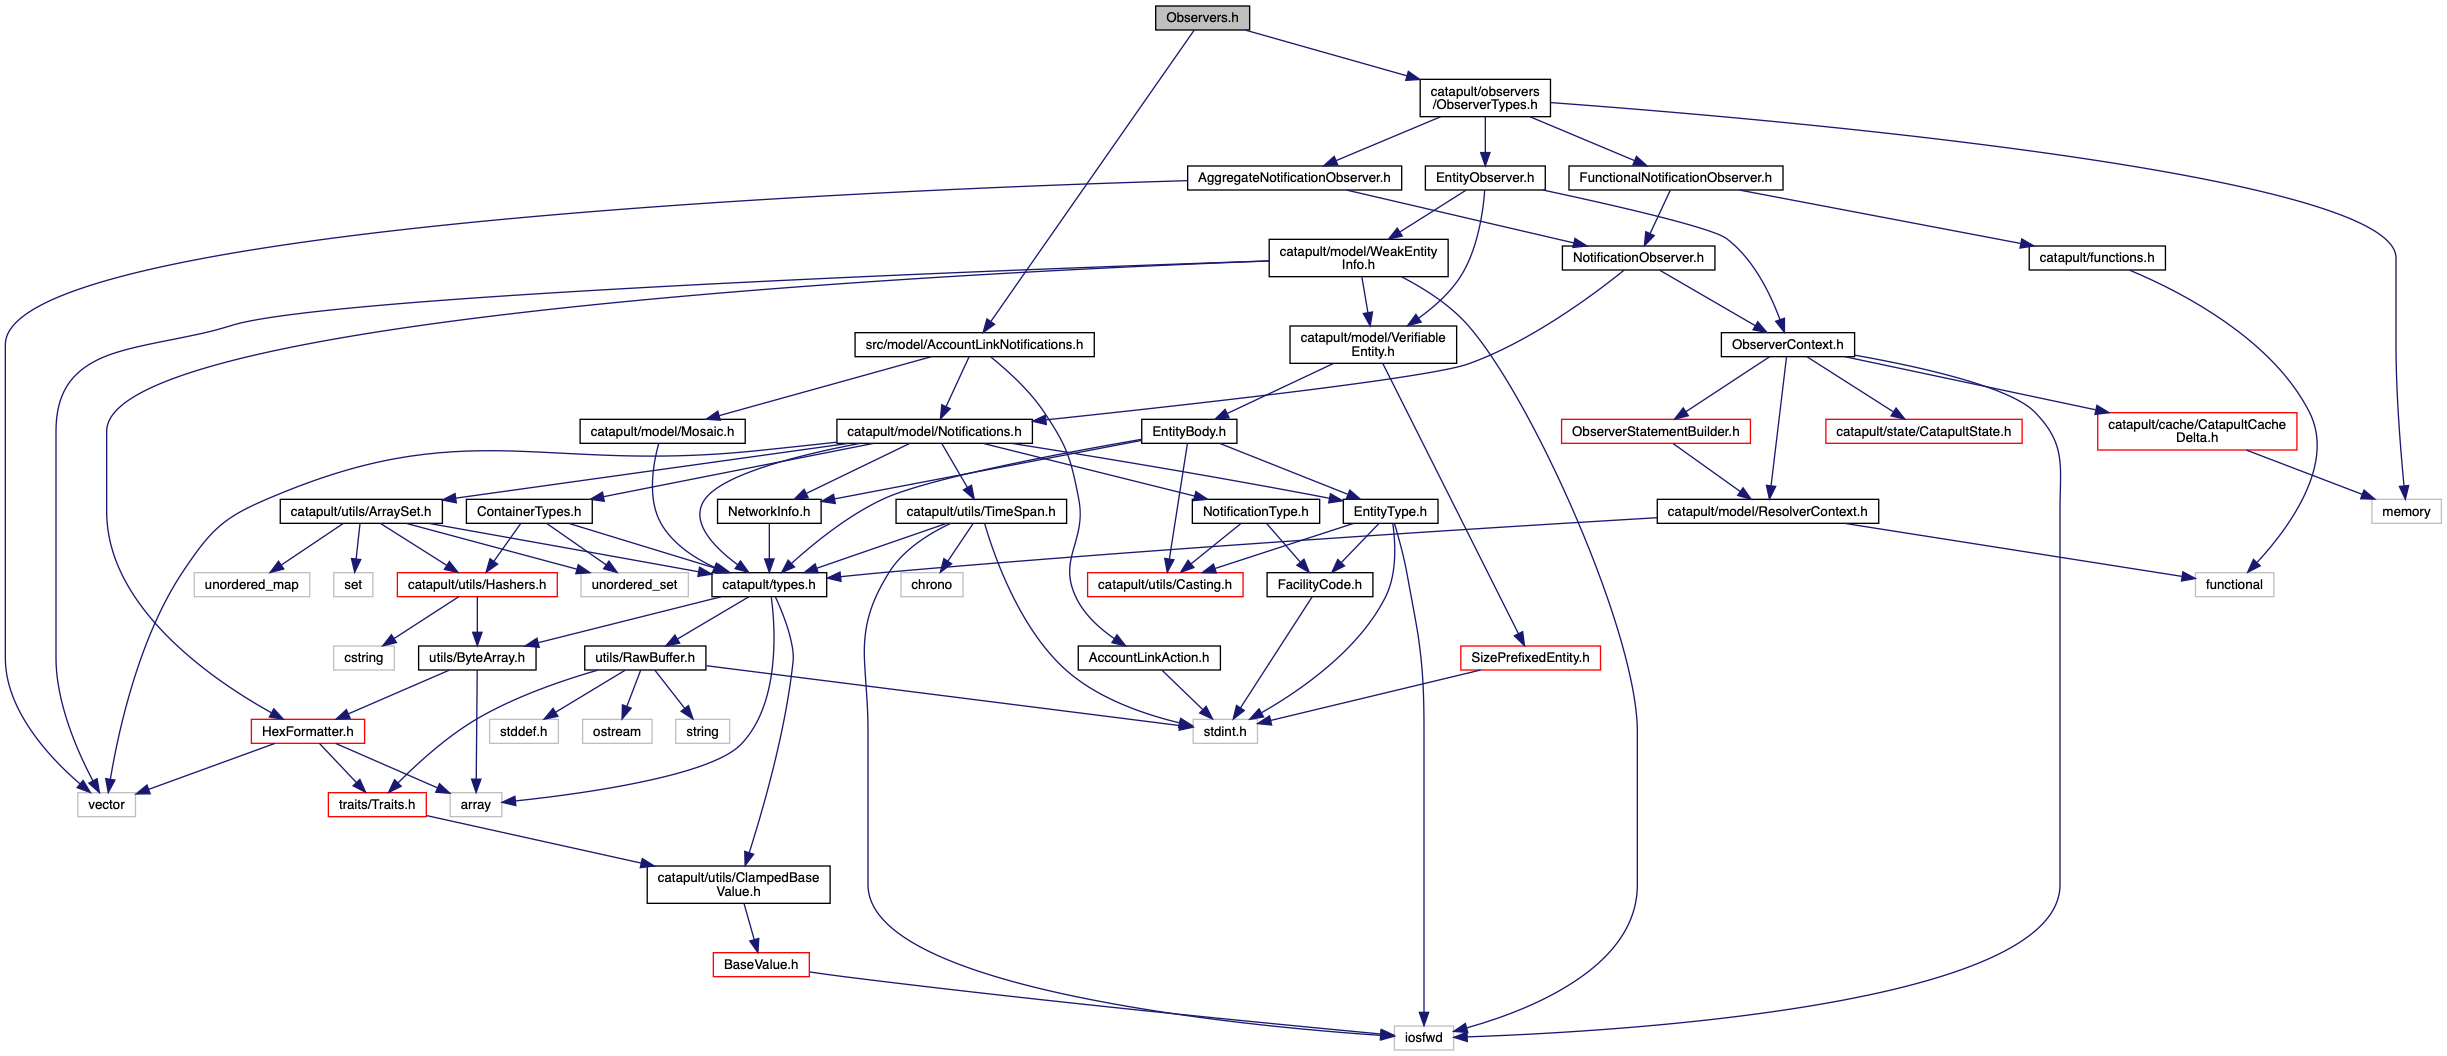 Observers.h
catapult/observers
/ObserverTypes.h
AggregateNotificationObserver.h
EntityObserver.h
FunctionalNotificationObserver.h
catapult/model/WeakEntity
Info.h
NotificationObserver.h
catapult/functions.h
src/model/AccountLinkNotifications.h
catapult/model/Verifiable
Entity.h
ObserverContext.h
catapult/model/Mosaic.h
catapult/model/Notifications.h
EntityBody.h
ObserverStatementBuilder.h
catapult/state/CatapultState.h
catapult/cache/CatapultCache
Delta.h
catapult/utils/ArraySet.h
ContainerTypes.h
NetworkInfo.h
catapult/utils/TimeSpan.h
NotificationType.h
EntityType.h
catapult/model/ResolverContext.h
memory
unordered_map
set
catapult/utils/Hashers.h
unordered_set
catapult/types.h
chrono
catapult/utils/Casting.h
FacilityCode.h
functional
cstring
utils/ByteArray.h
utils/RawBuffer.h
AccountLinkAction.h
SizePrefixedEntity.h
HexFormatter.h
stddef.h
ostream
string
stdint.h
vector
traits/Traits.h
array
catapult/utils/ClampedBase
Value.h
BaseValue.h
iosfwd